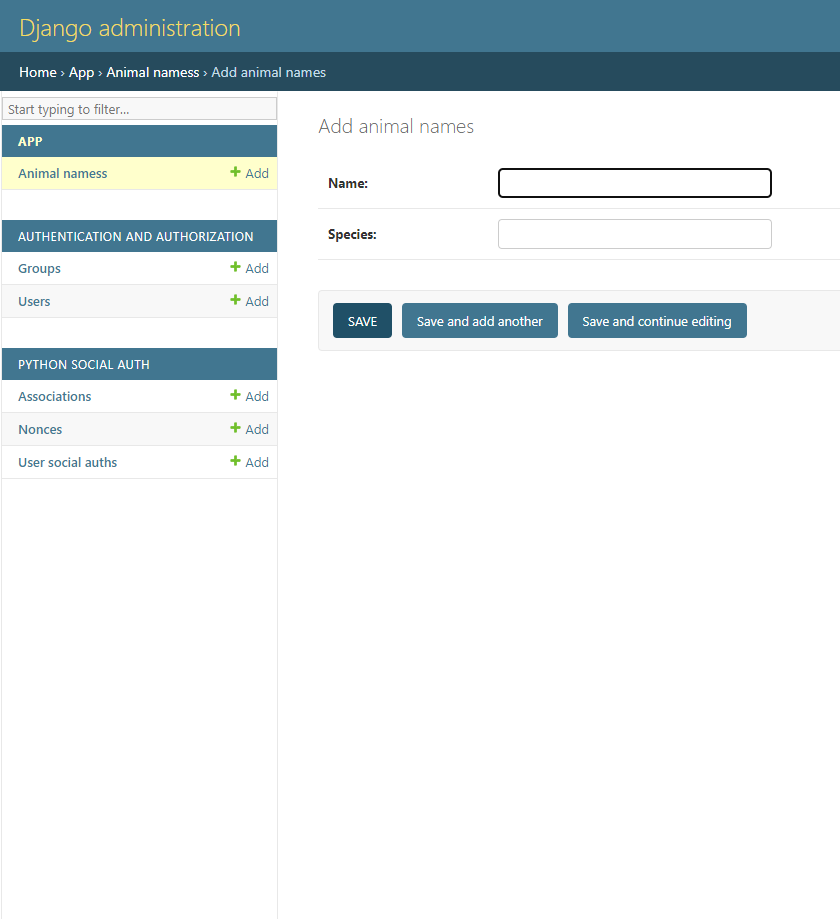 Django administration
Home › App › Animal namess › Add animal names
Start typing to filter...
APP
Animal namess Add
AUTHENTICATION AND AUTHORIZATION
Groups Add
Users Add
PYTHON SOCIAL AUTH
Associations Add
Nonces Add
User social auths Add
Add animal names
Name:
Species:
SAVE Save and add another Save and continue editing